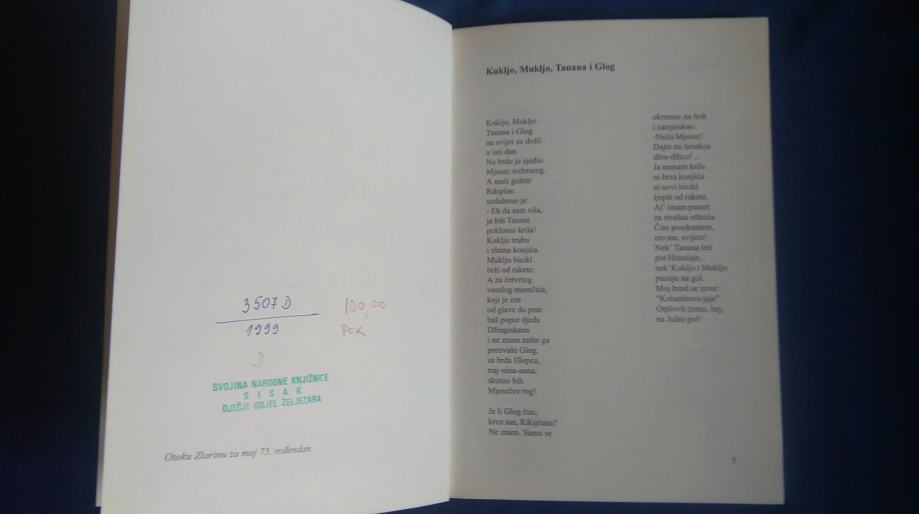 3507 D
1999
100,00
PCK
D
SVOJINA NARODNE KNJIŽNICE
S I S A K
DJEČJI ODJEL ŽELJEZARA
Otoku Zlarinu za moj 75. rođendan
Kukljo, Mukljo, Tanana i Glog
Kukljo, Mukljo
Tanana i Glog
na svijet su došli
u isti dan.
Na brdu je sjedio
Mjesec srebrorog.
A mali gušter
Rikiplan
uzdahnuo je:
- Eh da sam vila,
ja bih Tanani
poklonio krila!
Kuklju trubu
i zlatna konjića.
Muklju bicikl
brži od rakete.
A za četvrtog
veselog momčića,
koji je crn
od glave do pete
baš poput djeda
Džingiskana
i ne znam zašto ga
prozvaše Glog,
sa brda Hlepca,
traj-nina-nana,
skinuo bih
Mjesečev rog!
Je li Glog čuo,
kroz san, Rikiplana?
Ne znam. Samo se
okrenuo na bok
i zamjaukao:
-Neću Mjesec!
Dajte mi brodicu
džiu-džicu! ...
Ja nemam krila
ni brza konjića
ni novi bicikl
ljepši od rakete.
Al' imam pamet
za strašna otkrića.
Čim poodrastem,
eto me, svijete!
Nek' Tanana leti
put Himalaje,
nek' Kukljo i Mukljo
pucaju na gol.
Moj brod se zove:
"Kolumbovo jaje".
Otplovit ćemo, hej,
na Južni pol!
5